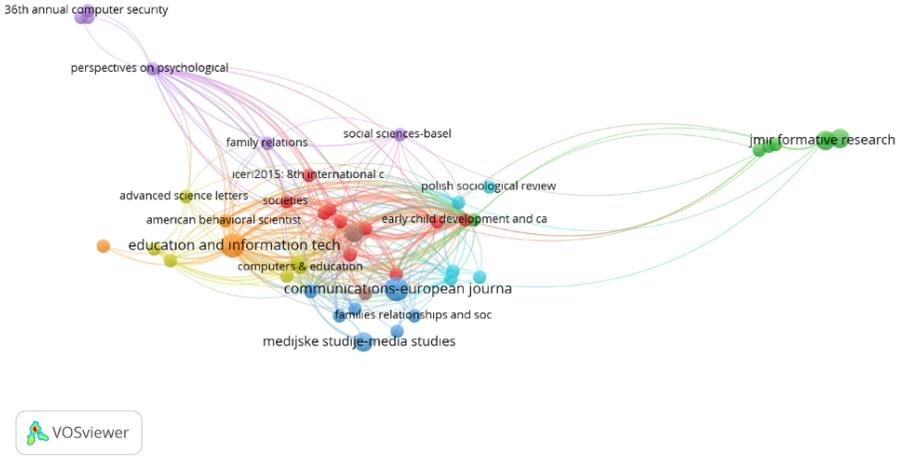 36th annual computer security
perspectives on psychological
social sciences-basel
family relations
jmir formative research
iceri2015: 8th international c
polish sociological review
advanced science letters
societies
american behavioral scientist
early child development and ca
education and information tech
computers & education
communications-european journa
families relationships and soc
medijske studije-media studies
VOSviewer